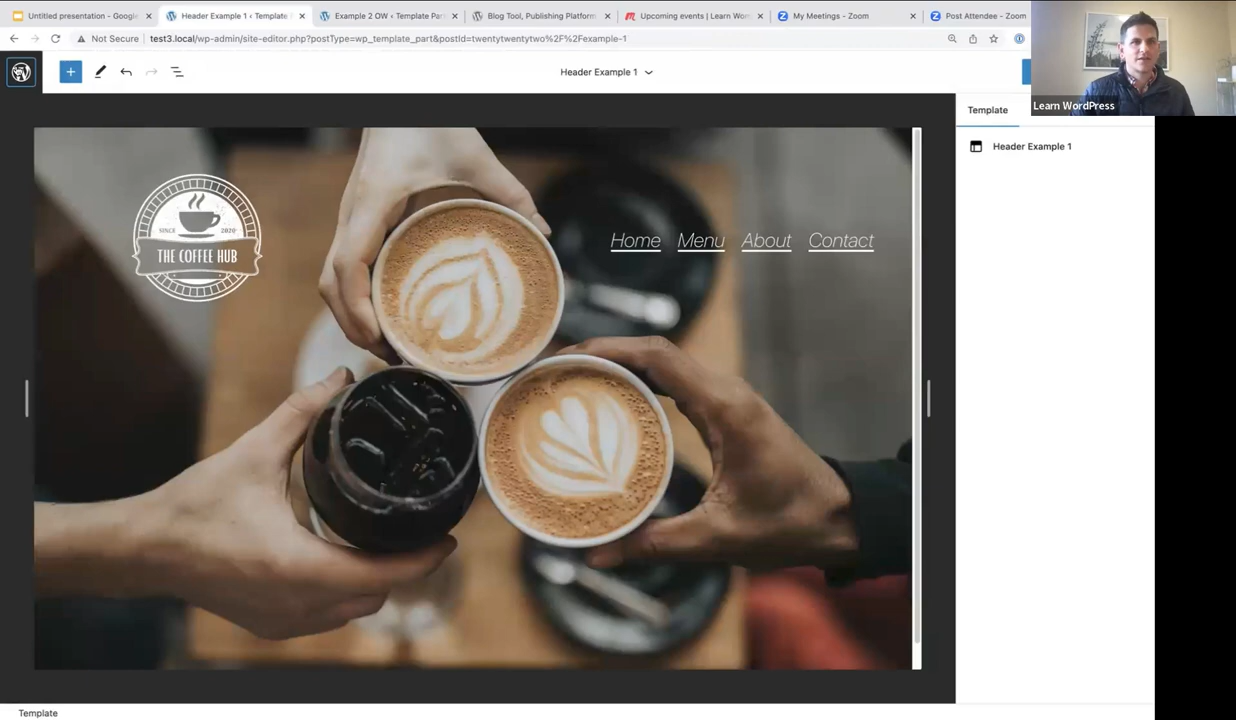 Untitled presentation - Google
Header Example 1 ‹ Template P
Example 2 OW ‹ Template Part
Blog Tool, Publishing Platform
Upcoming events | Learn Wor
My Meetings - Zoom
Post Attendee - Zoom
Not Secure
test3.local/wp-admin/site-editor.php?postType=wp_template_part&postId=twentytwentytwo%2F%2Fexample-1
Header Example 1
Learn WordPress
Template
Header Example 1
SINCE 2020
THE COFFEE HUB
Home Menu About Contact
Template